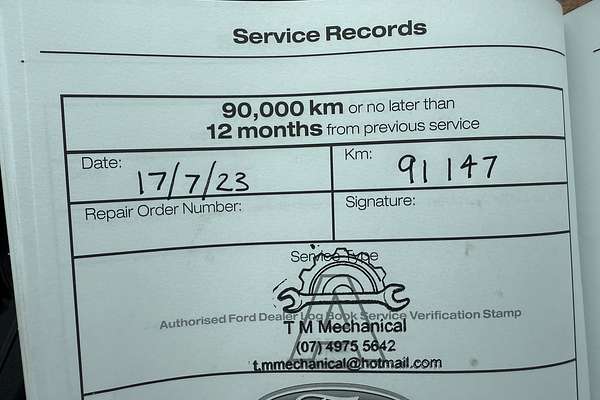 Service Records
90,000 km or no later than
12 months from previous service
Date: 17/7/23
Km: 91 147
Repair Order Number:
Signature:
Service Type
A
Authorised Ford Dealer Log Book Service Verification Stamp
T M Mechanical
(07) 4975 5642
t.mmechanical@hotmail.com